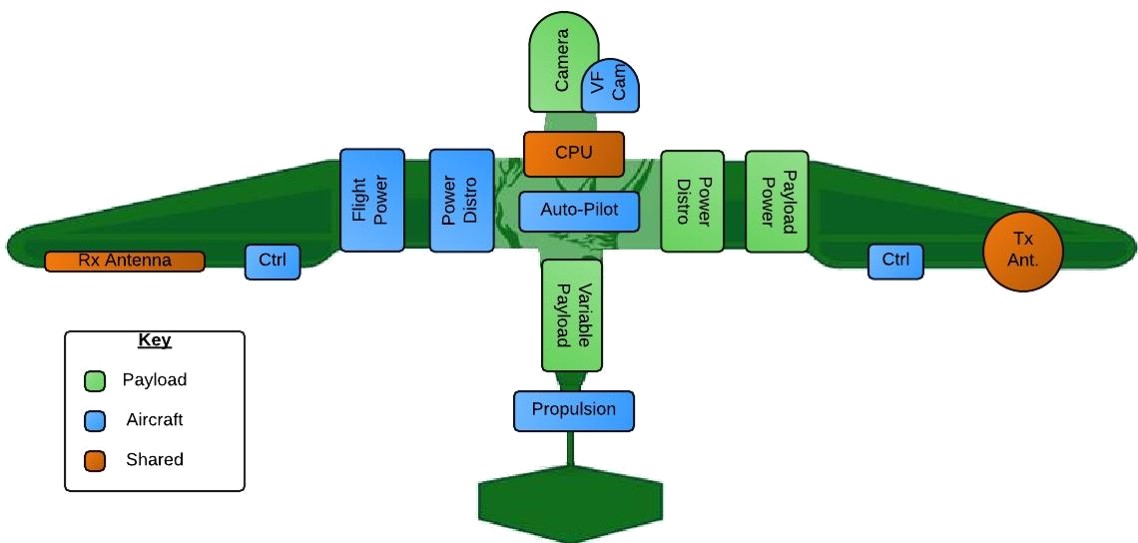 Camera
VF
Cam
CPU
Flight
Power
Power
Distro
Auto-Pilot
Power
Distro
Payload
Power
Rx Antenna
Ctrl
Ctrl
Tx
Ant.
Variable
Payload
Propulsion
Key
Payload
Aircraft
Shared